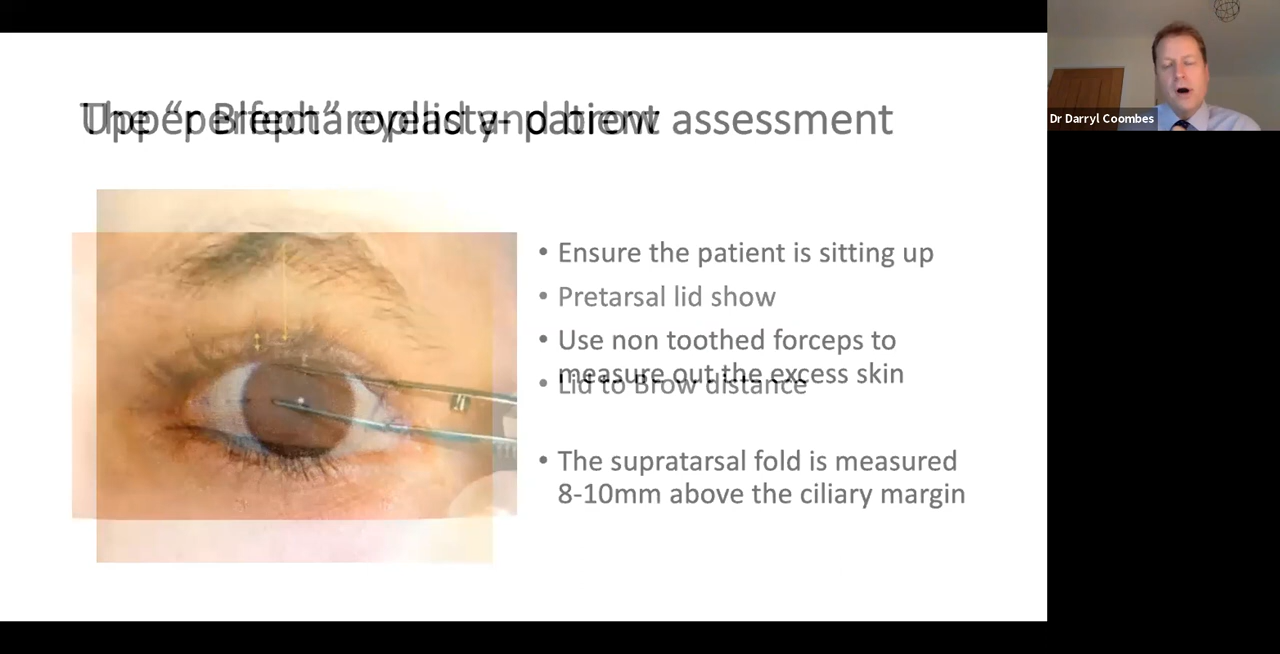 Upper Blepharoplasty- patient assessment
The “perfect” eyelid and brow
• Ensure the patient is sitting up
• Pretarsal lid show
• Use non toothed forceps to
measure out the excess skin
• Lid to Brow distance
• The supratarsal fold is measured
8-10mm above the ciliary margin
Dr Darryl Coombes